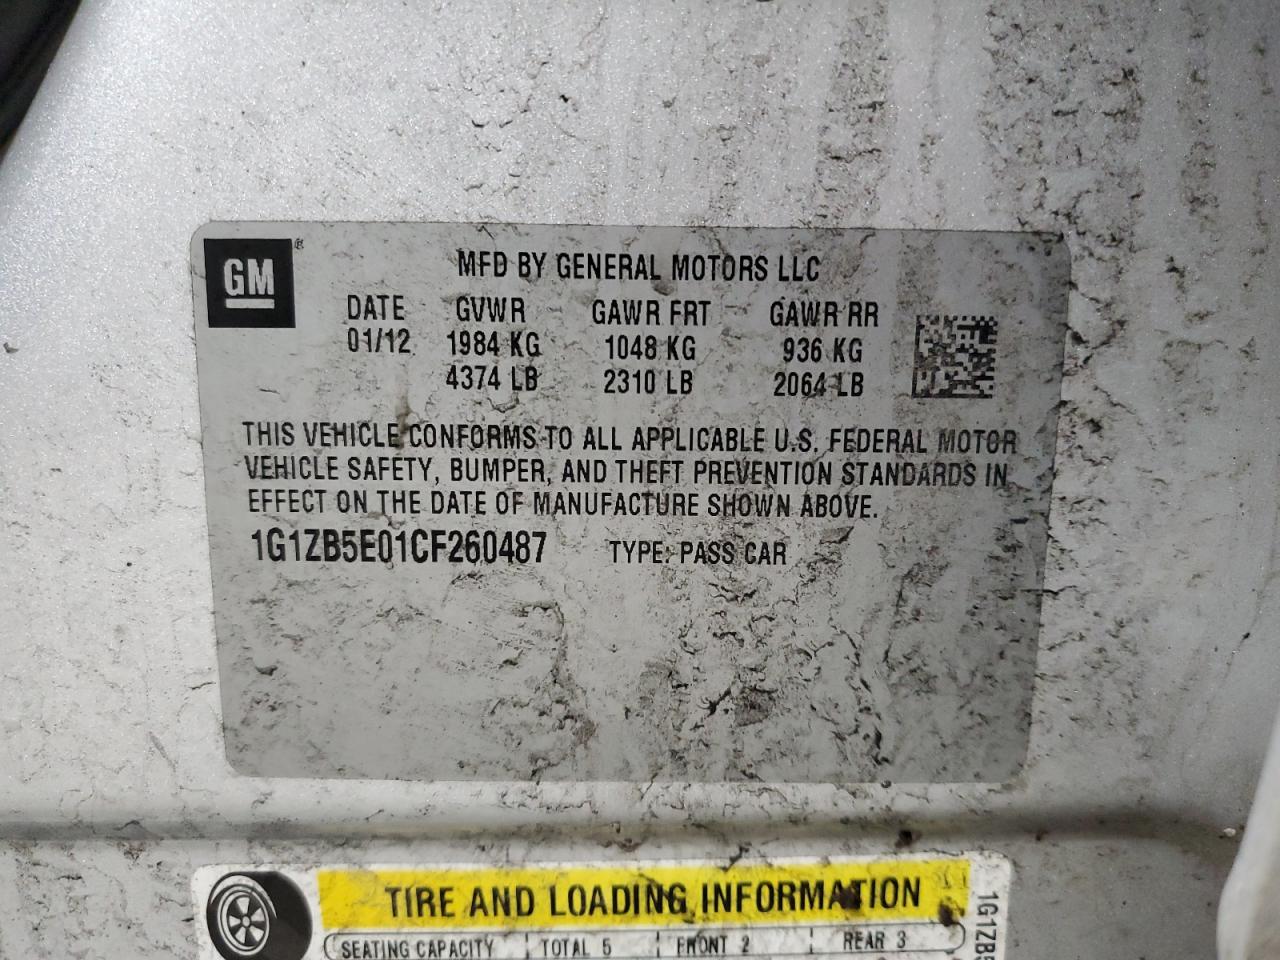 GM ®
MFD BY GENERAL MOTORS LLC
DATE GVWR GAWR FRT GAWR RR
01/12 1984 KG 1048 KG 936 KG
4374 LB 2310 LB 2064 LB
THIS VEHICLE CONFORMS TO ALL APPLICABLE U.S. FEDERAL MOTOR
VEHICLE SAFETY, BUMPER, AND THEFT PREVENTION STANDARDS IN
EFFECT ON THE DATE OF MANUFACTURE SHOWN ABOVE.
1G1ZB5E01CF260487 TYPE: PASS CAR
TIRE AND LOADING INFORMATION
SEATING CAPACITY TOTAL 5 FRONT 2 REAR 3